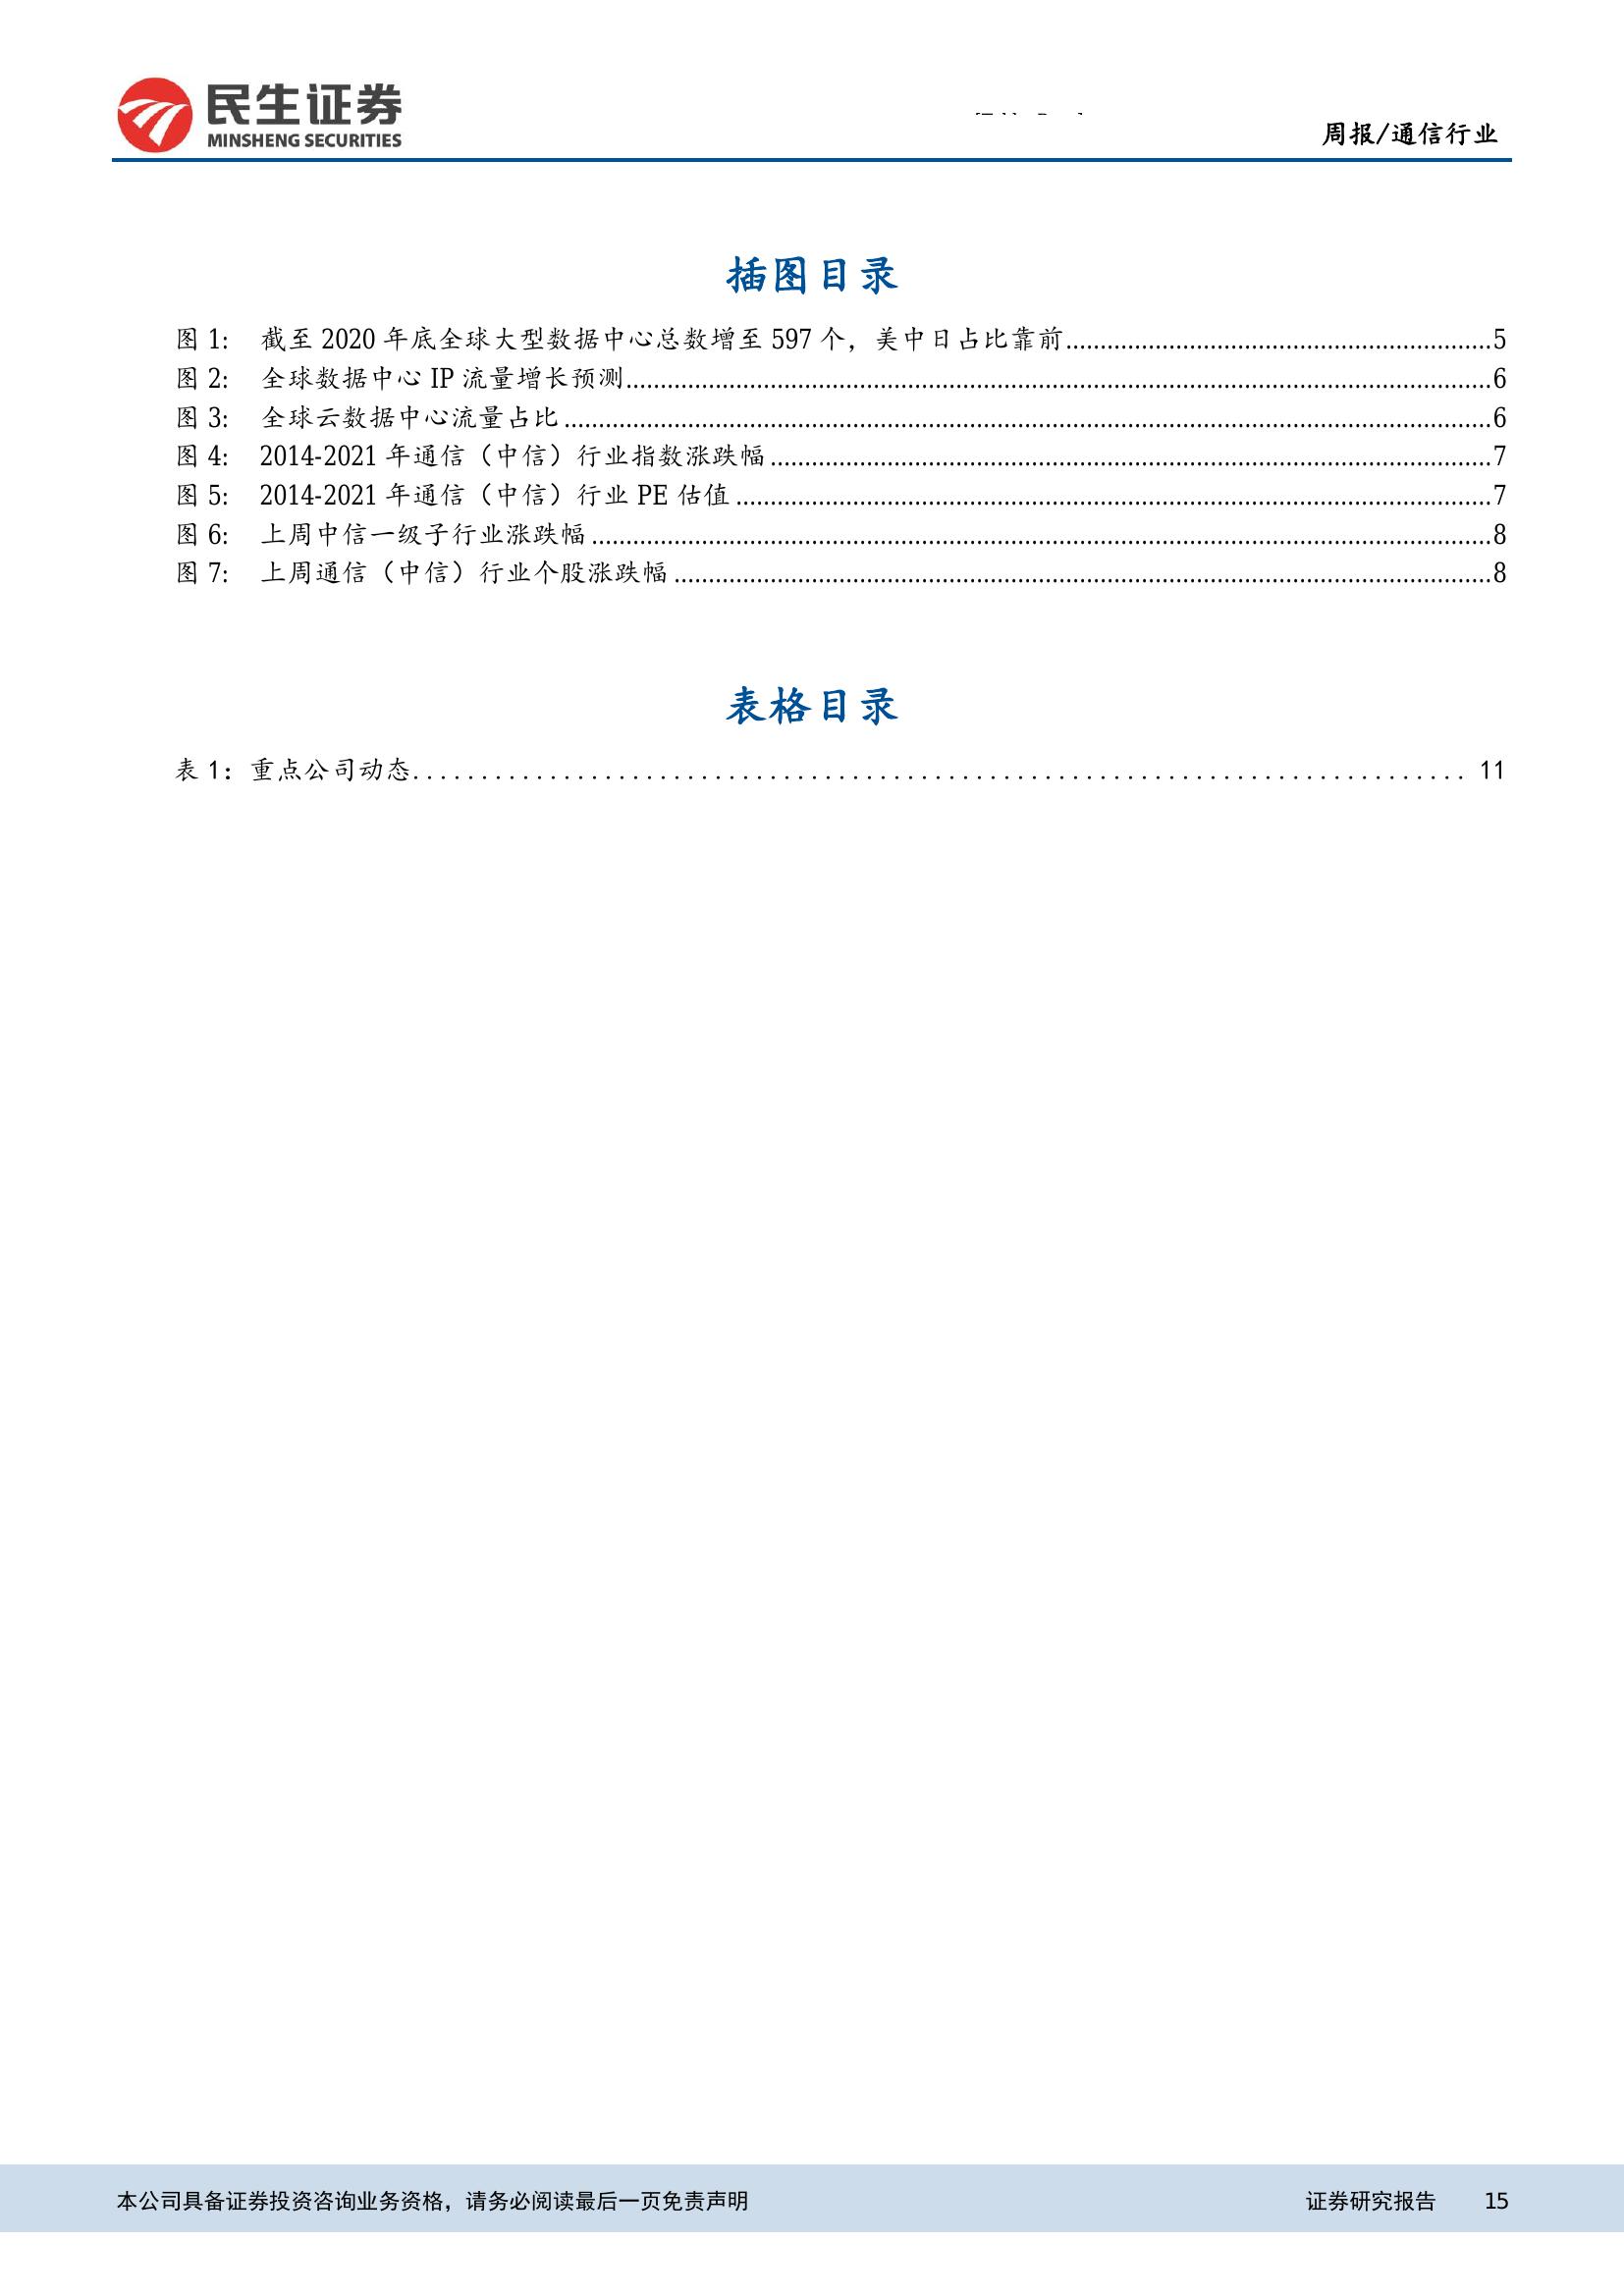 民生证券
MINSHENG SECURITIES
周报/通信行业
插图目录
图 1: 截至 2020 年底全球大型数据中心总数增至 597 个，美中日占比靠前..............................................................5
图 2: 全球数据中心 IP 流量增长预测..............................................................6
图 3: 全球云数据中心流量占比..............................................................6
图 4: 2014-2021 年通信（中信）行业指数涨跌幅..............................................................7
图 5: 2014-2021 年通信（中信）行业 PE 估值..............................................................7
图 6: 上周中信一级子行业涨跌幅..............................................................8
图 7: 上周通信（中信）行业个股涨跌幅..............................................................8
表格目录
表 1：重点公司动态.............................................................. 11
本公司具备证券投资咨询业务资格，请务必阅读最后一页免责声明 证券研究报告 15